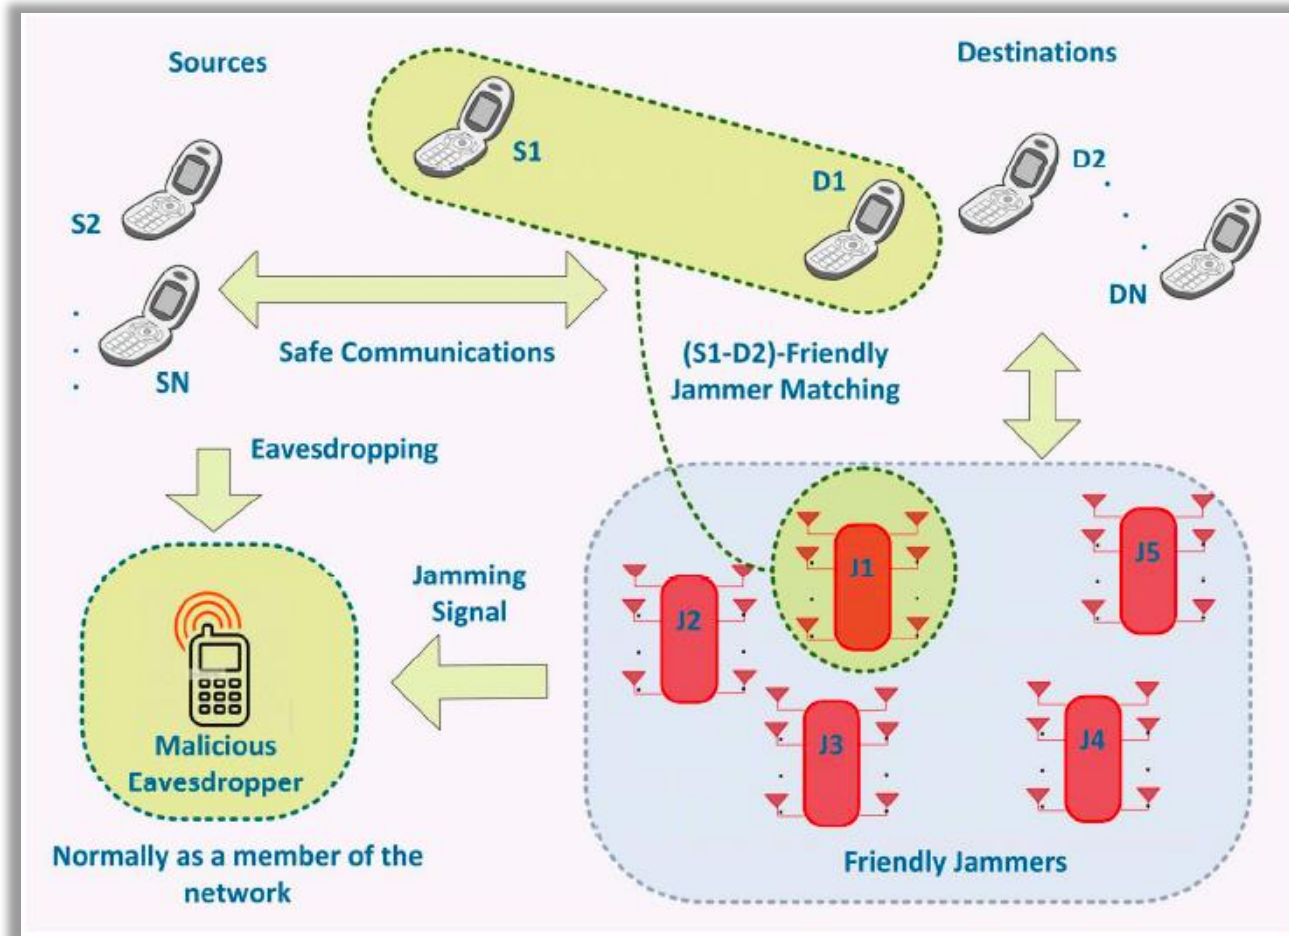 Sources
Destinations
S1
D1
D2
S2
DN
SN
Safe Communications
(S1-D2)-Friendly
Jammer Matching
Eavesdropping
J1
J5
J2
Jamming
Signal
J3
J4
Malicious
Eavesdropper
Normally as a member of the
network
Friendly Jammers